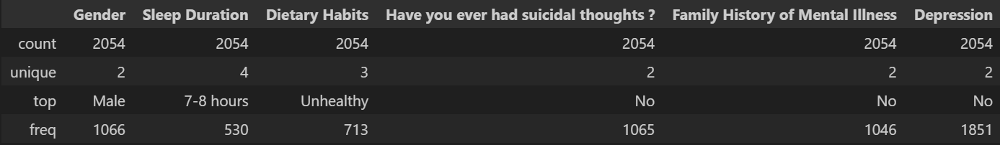 Gender Sleep Duration Dietary Habits Have you ever had suicidal thoughts ? Family History of Mental Illness Depression
count 2054 2054 2054 2054 2054 2054
unique 2 4 3 2 2 2
top Male 7-8 hours Unhealthy No No No
freq 1066 530 713 1065 1046 1851